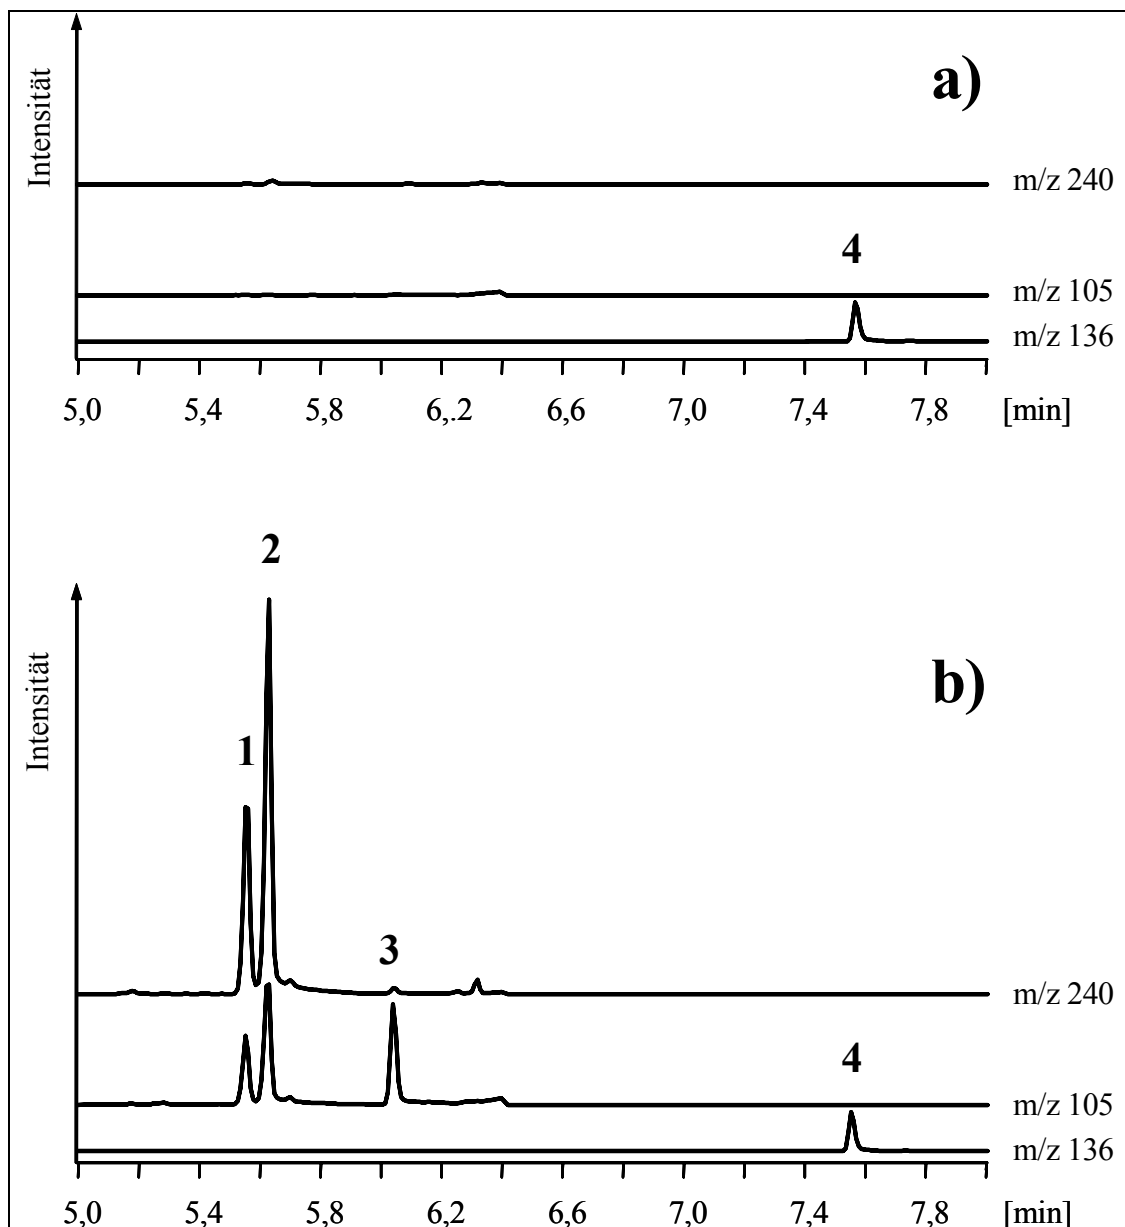 a)
Intensität
m/z 240
4
m/z 105
m/z 136
5,0 5,4 5,8 6,.2 6,6 7,0 7,4 7,8 [min]
2
b)
Intensität
1
3
m/z 240
4
m/z 105
m/z 136
5,0 5,4 5,8 6,2 6,6 7,0 7,4 7,8 [min]